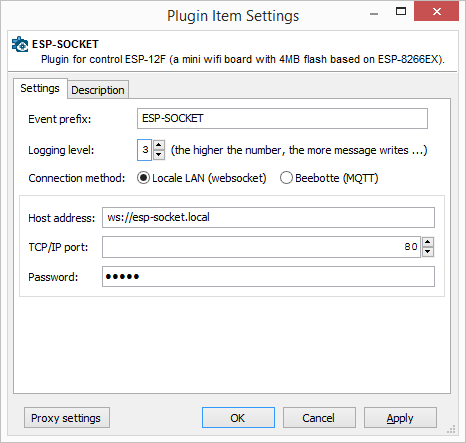 Plugin Item Settings
ESP-SOCKET
Plugin for control ESP-12F (a mini wifi board with 4MB flash based on ESP-8266EX).
Settings Description
Event prefix: ESP-SOCKET
Logging level: 3 (the higher the number, the more message writes ...)
Connection method: Locale LAN (websocket) Beebotte (MQTT)
Host address: ws://esp-socket.local
TCP/IP port: 80
Password: •••••
Proxy settings OK Cancel Apply